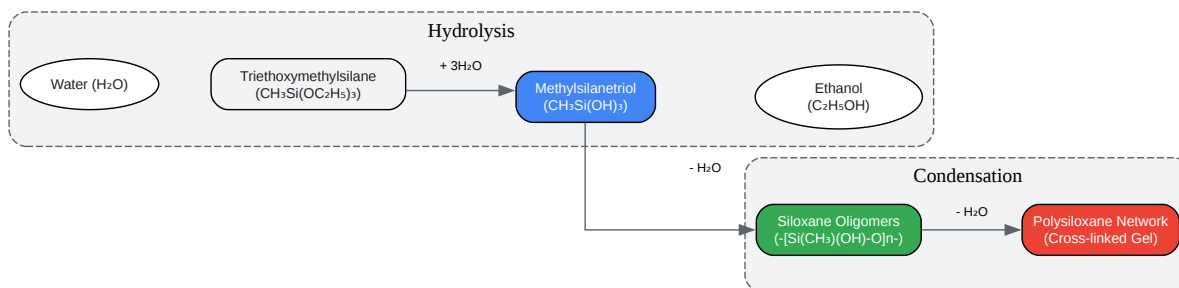 Hydrolysis
Water (H₂O)
Triethoxymethylsilane
(CH₃Si(OC₂H₅)₃)
+ 3H₂O
Methylsilanetriol
(CH₃Si(OH)₃)
Ethanol
(C₂H₅OH)
- H₂O
Condensation
Siloxane Oligomers
(-[Si(CH₃)(OH)-O]n-)
- H₂O
Polysiloxane Network
(Cross-linked Gel)